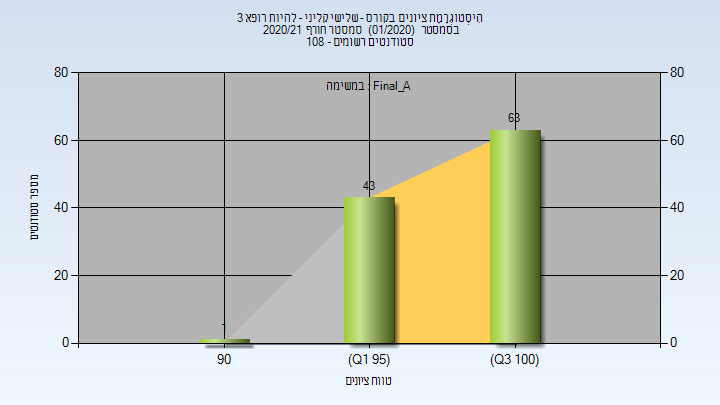 היסטוגרמת ציונים בקורס - שלישי קליני - להיות רופא 3
בסמסטר (01/2020) סמסטר חורף 2020/21
סטודנטים רשומים - 108
במשימה : Final_A
מספר סטודנטים
80 80
60 60
40 40
20 20
0 0
1 43 63
90 (Q1 95) (Q3 100)
טווח ציונים